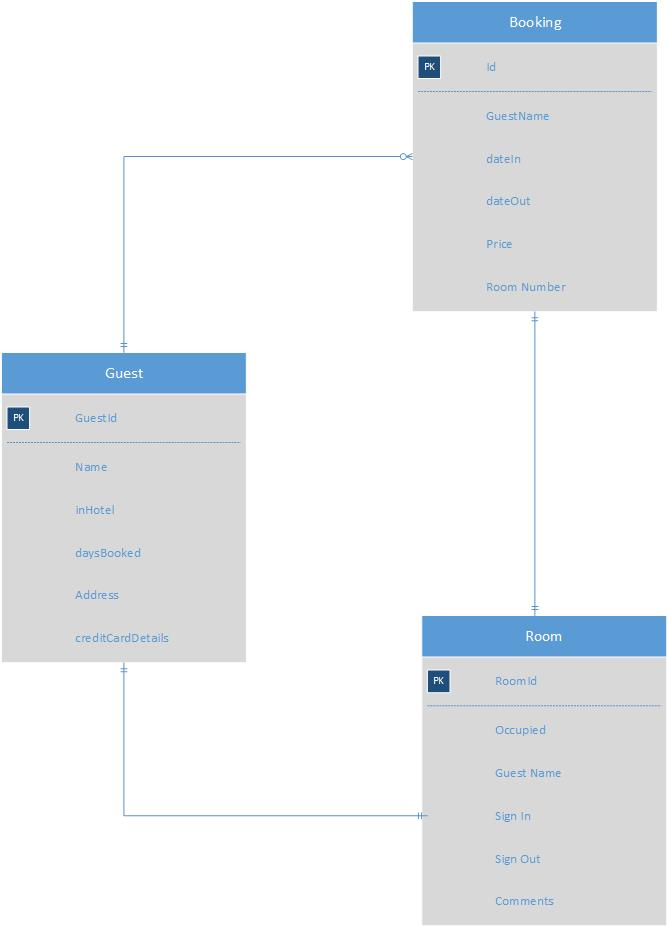 Booking
PK Id
GuestName
dateIn
dateOut
Price
Room Number
Guest
PK GuestId
Name
inHotel
daysBooked
Address
creditCardDetails
Room
PK RoomId
Occupied
Guest Name
Sign In
Sign Out
Comments